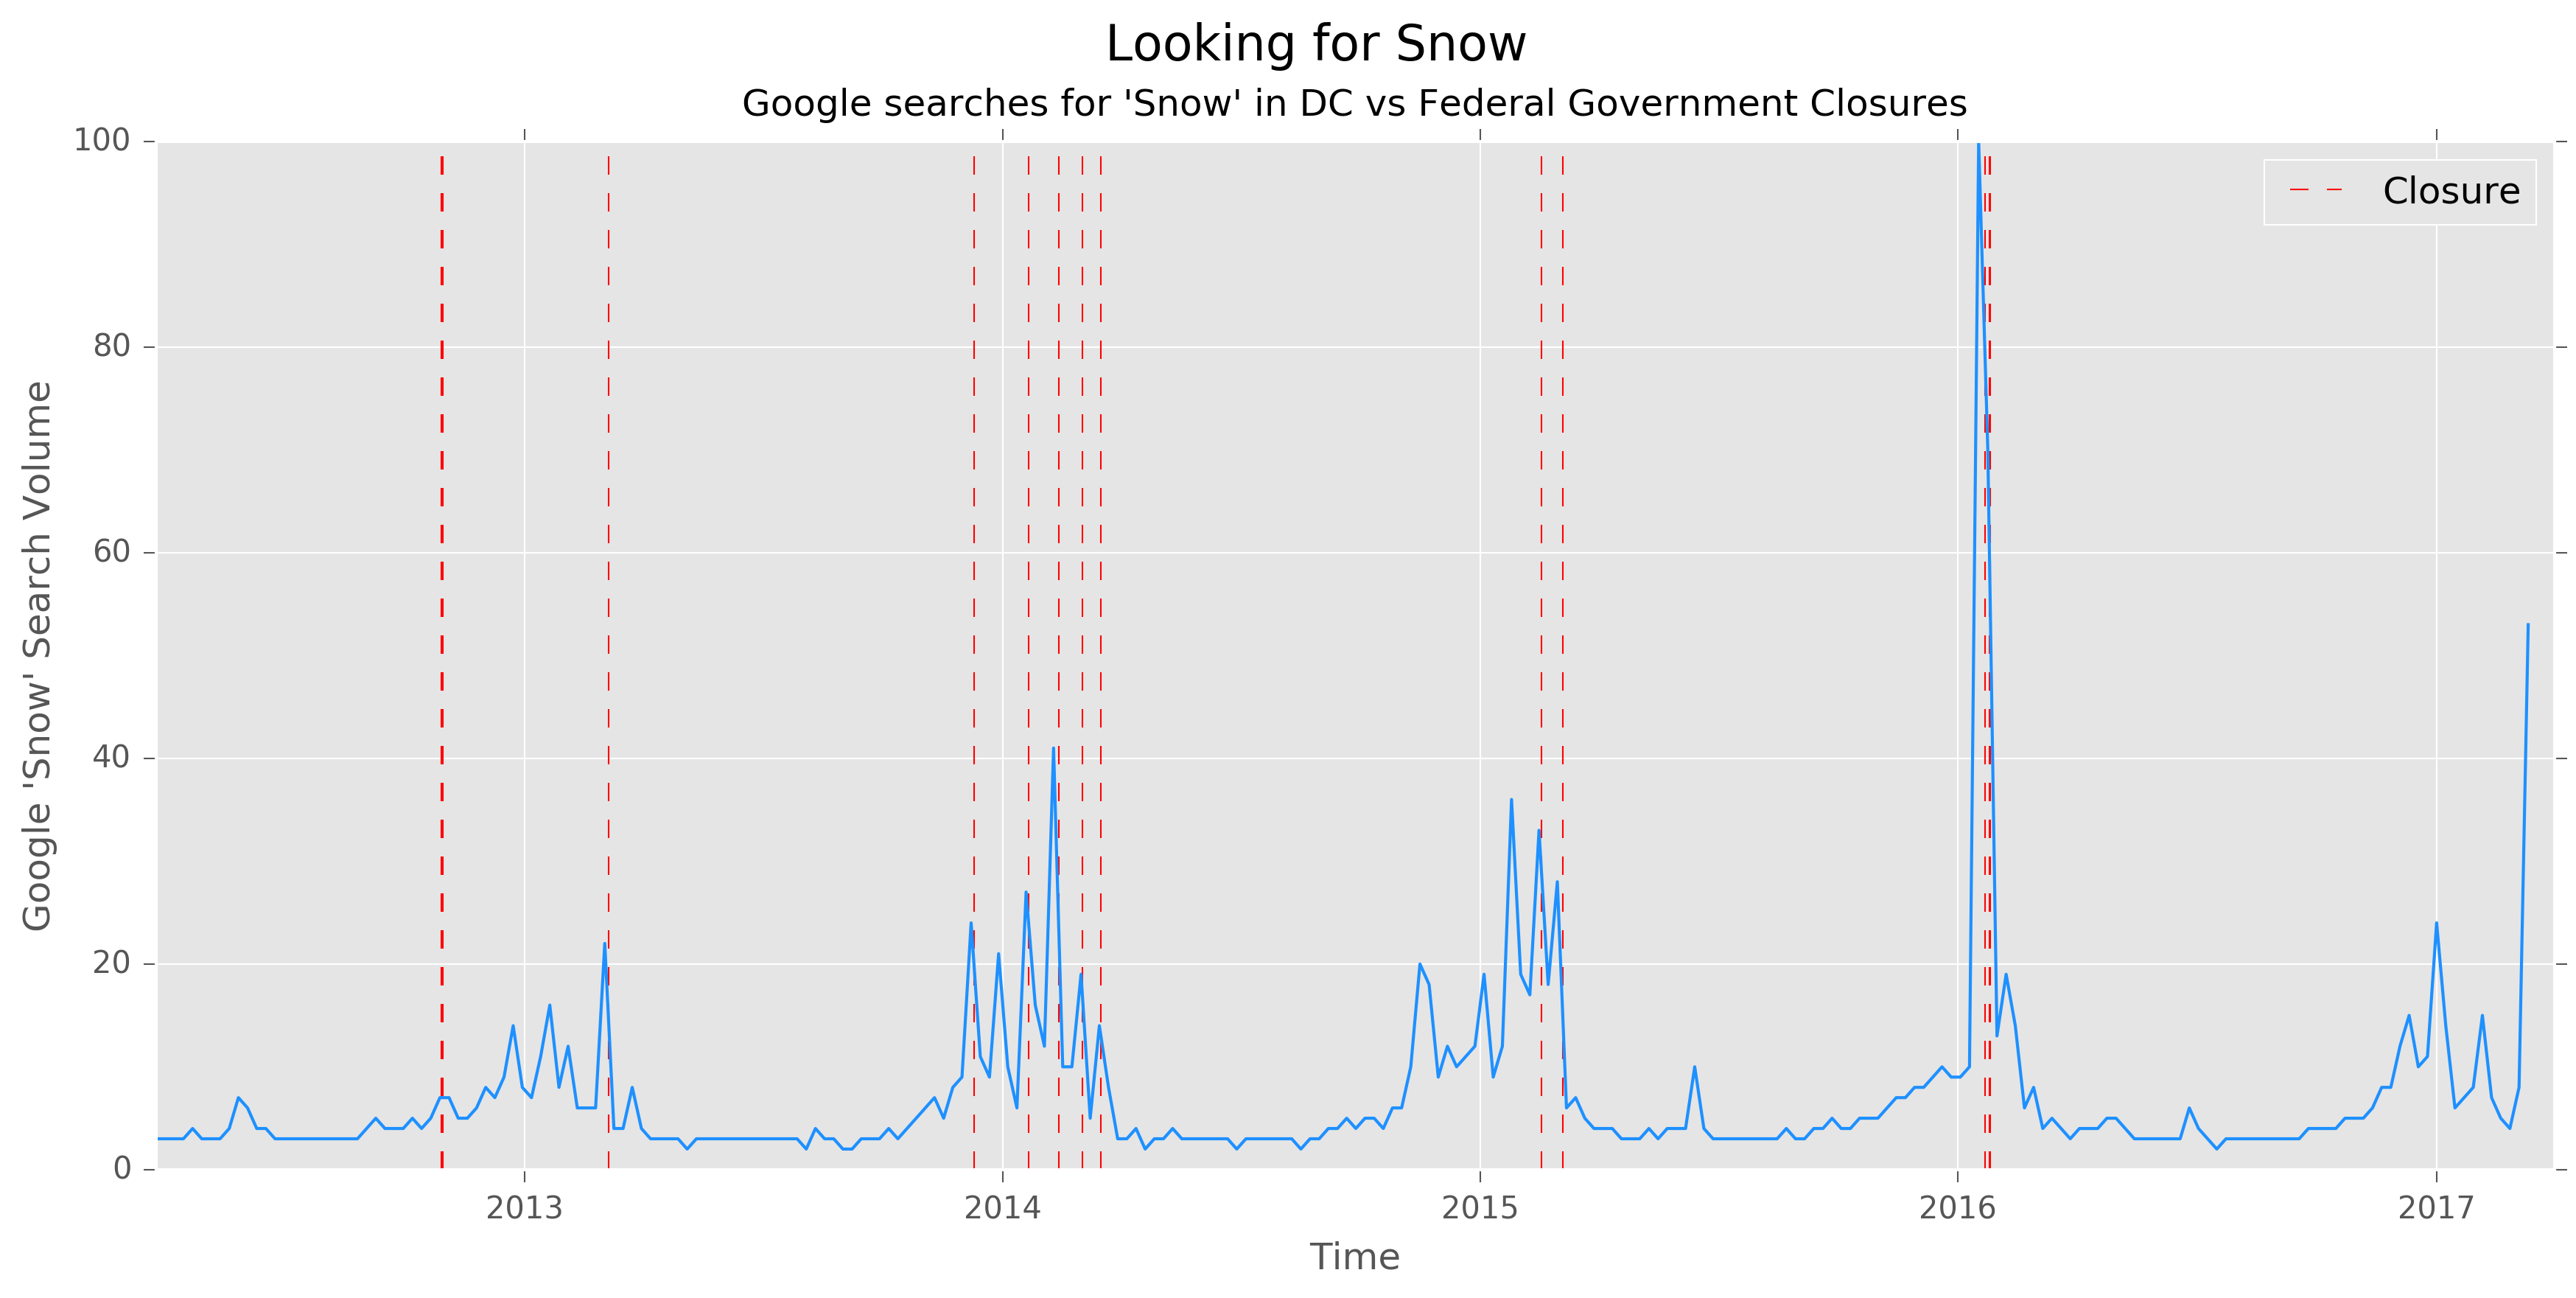 Looking for Snow
Google searches for 'Snow' in DC vs Federal Government Closures
100
80
60
40
20
0
Google 'Snow' Search Volume
Closure
2013
2014
2015
2016
2017
Time